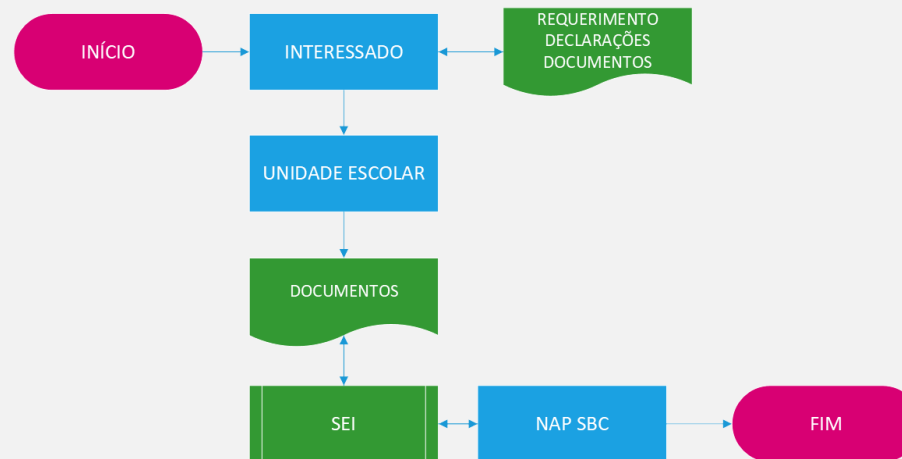 INÍCIO
INTERESSADO
REQUERIMENTO
DECLARAÇÕES
DOCUMENTOS
UNIDADE ESCOLAR
DOCUMENTOS
SEI
NAP SBC
FIM